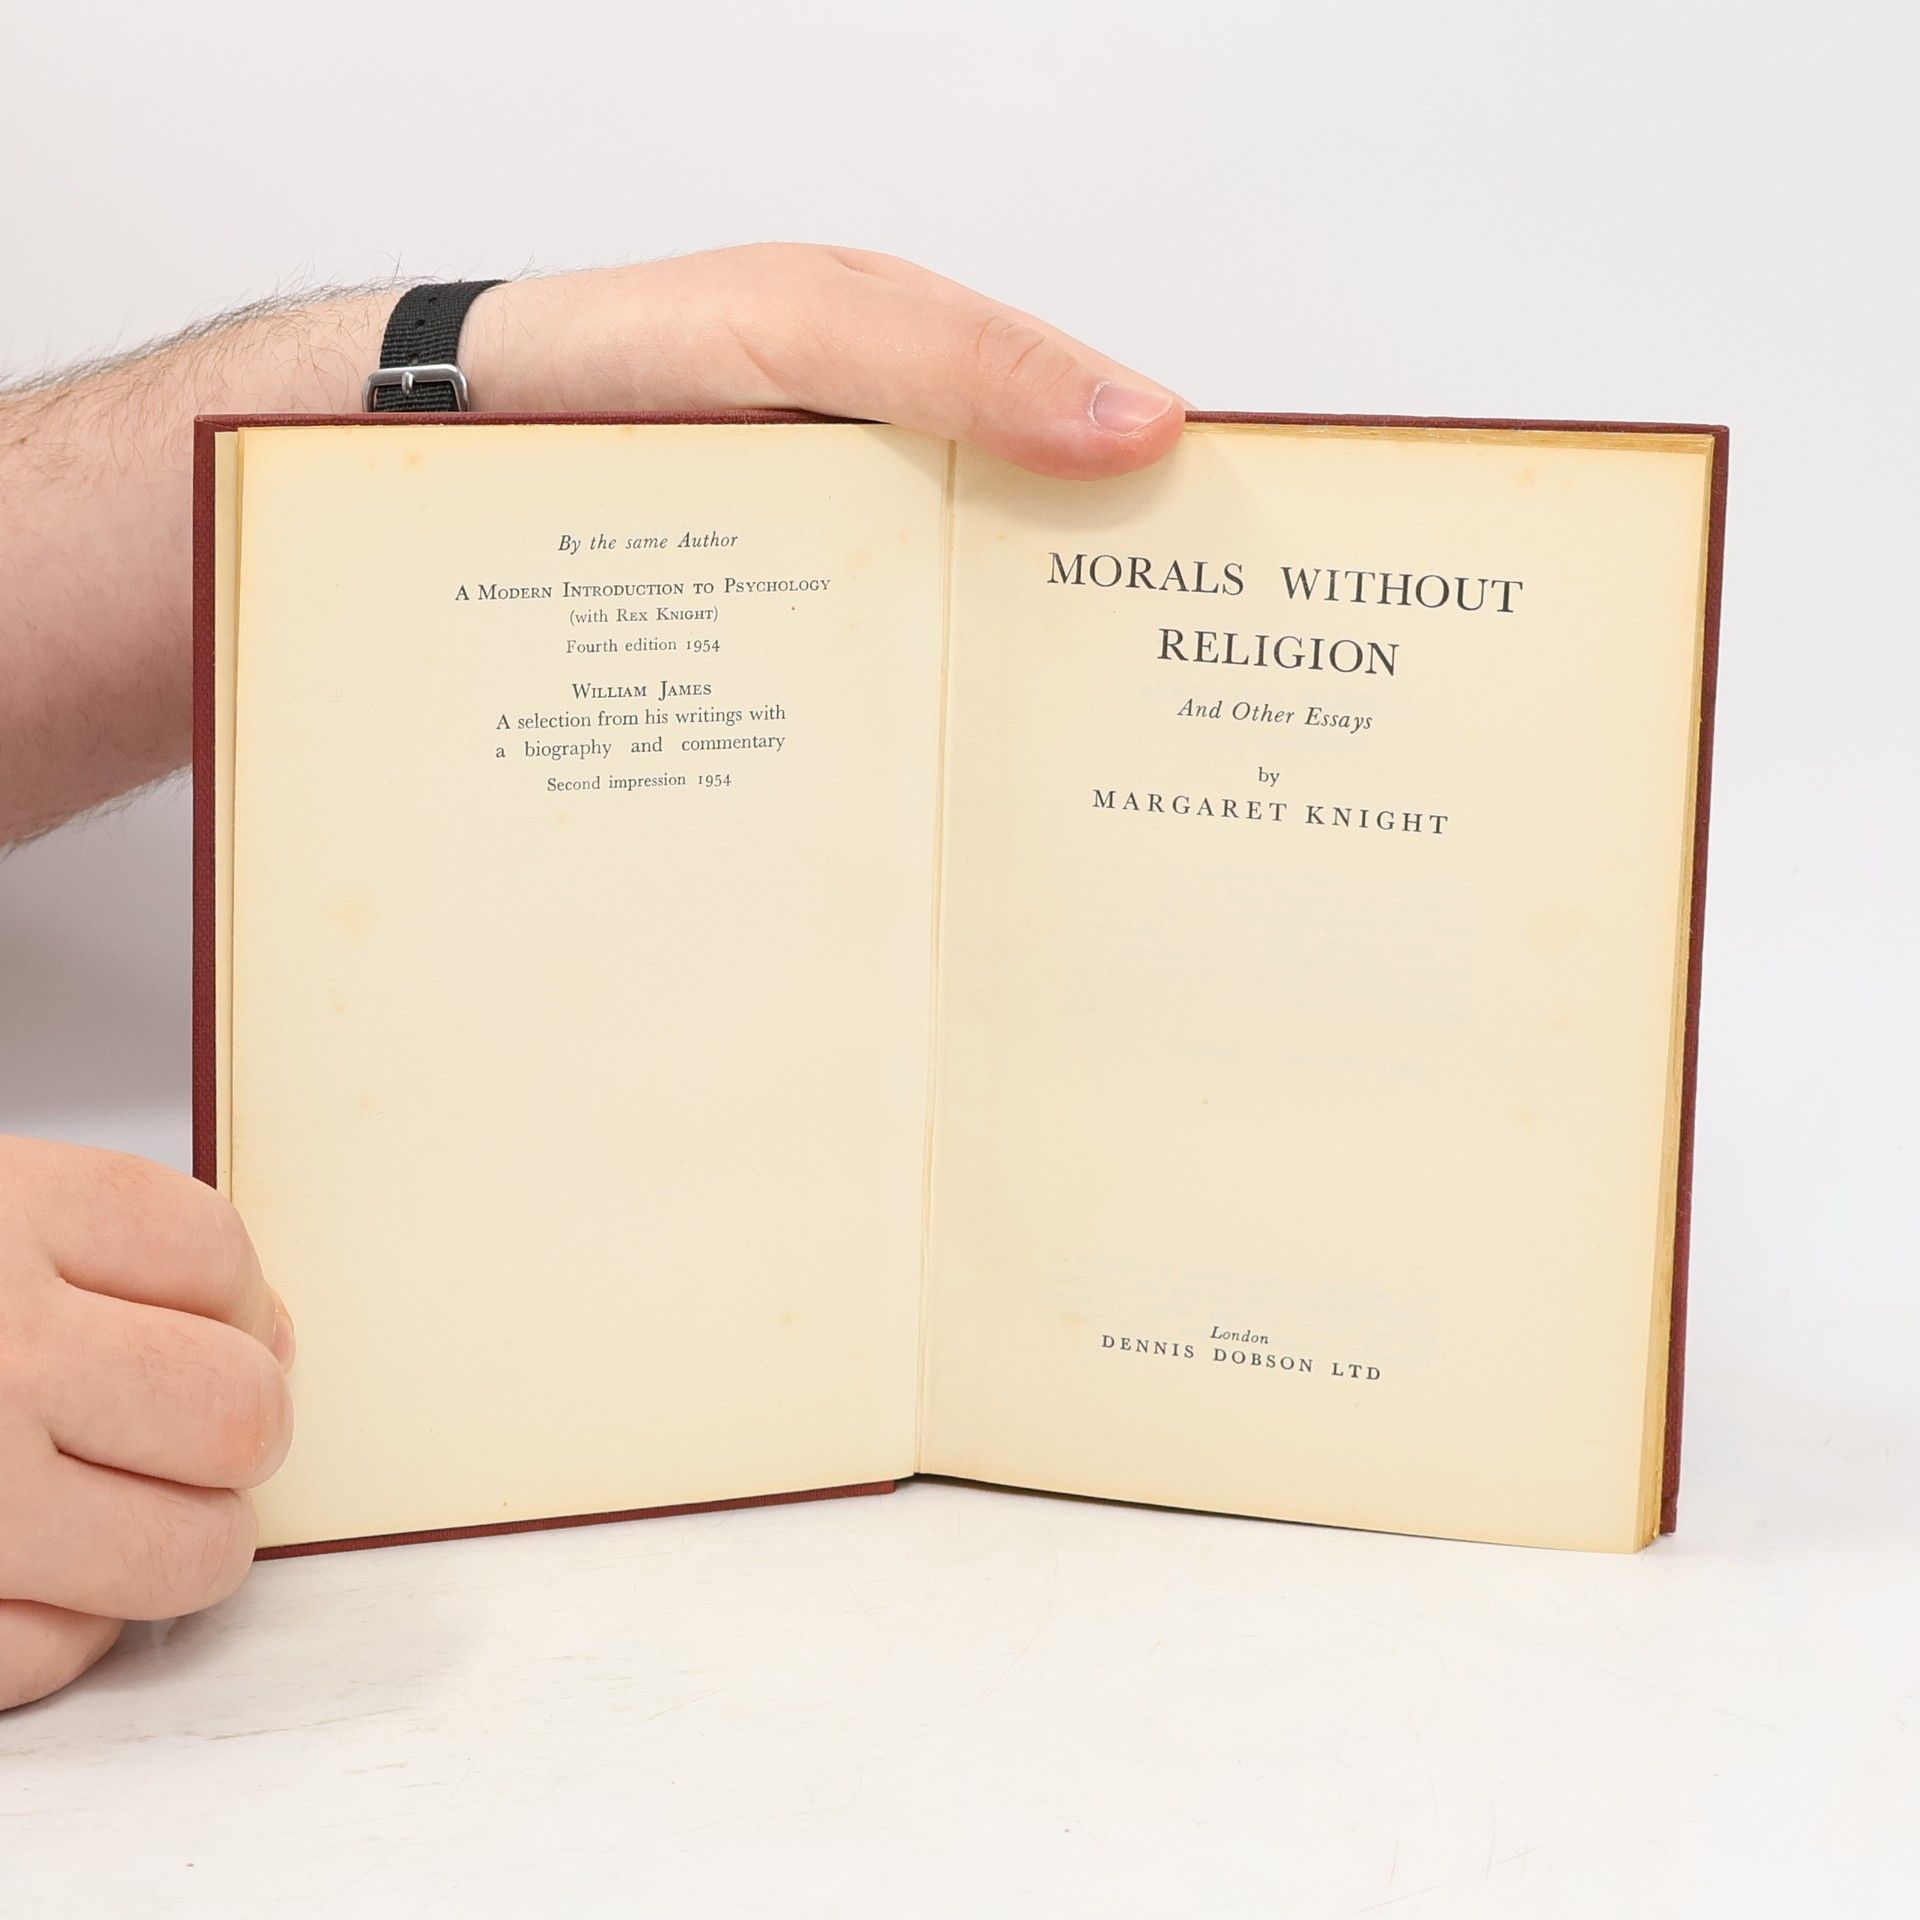 By the same Author
A Modern Introduction to Psychology
(with Rex Knight)
Fourth edition 1954
William James
A selection from his writings with
a biography and commentary
Second impression 1954
MORALS WITHOUT
RELIGION
And Other Essays
by
MARGARET KNIGHT
London
DENNIS DOBSON LTD